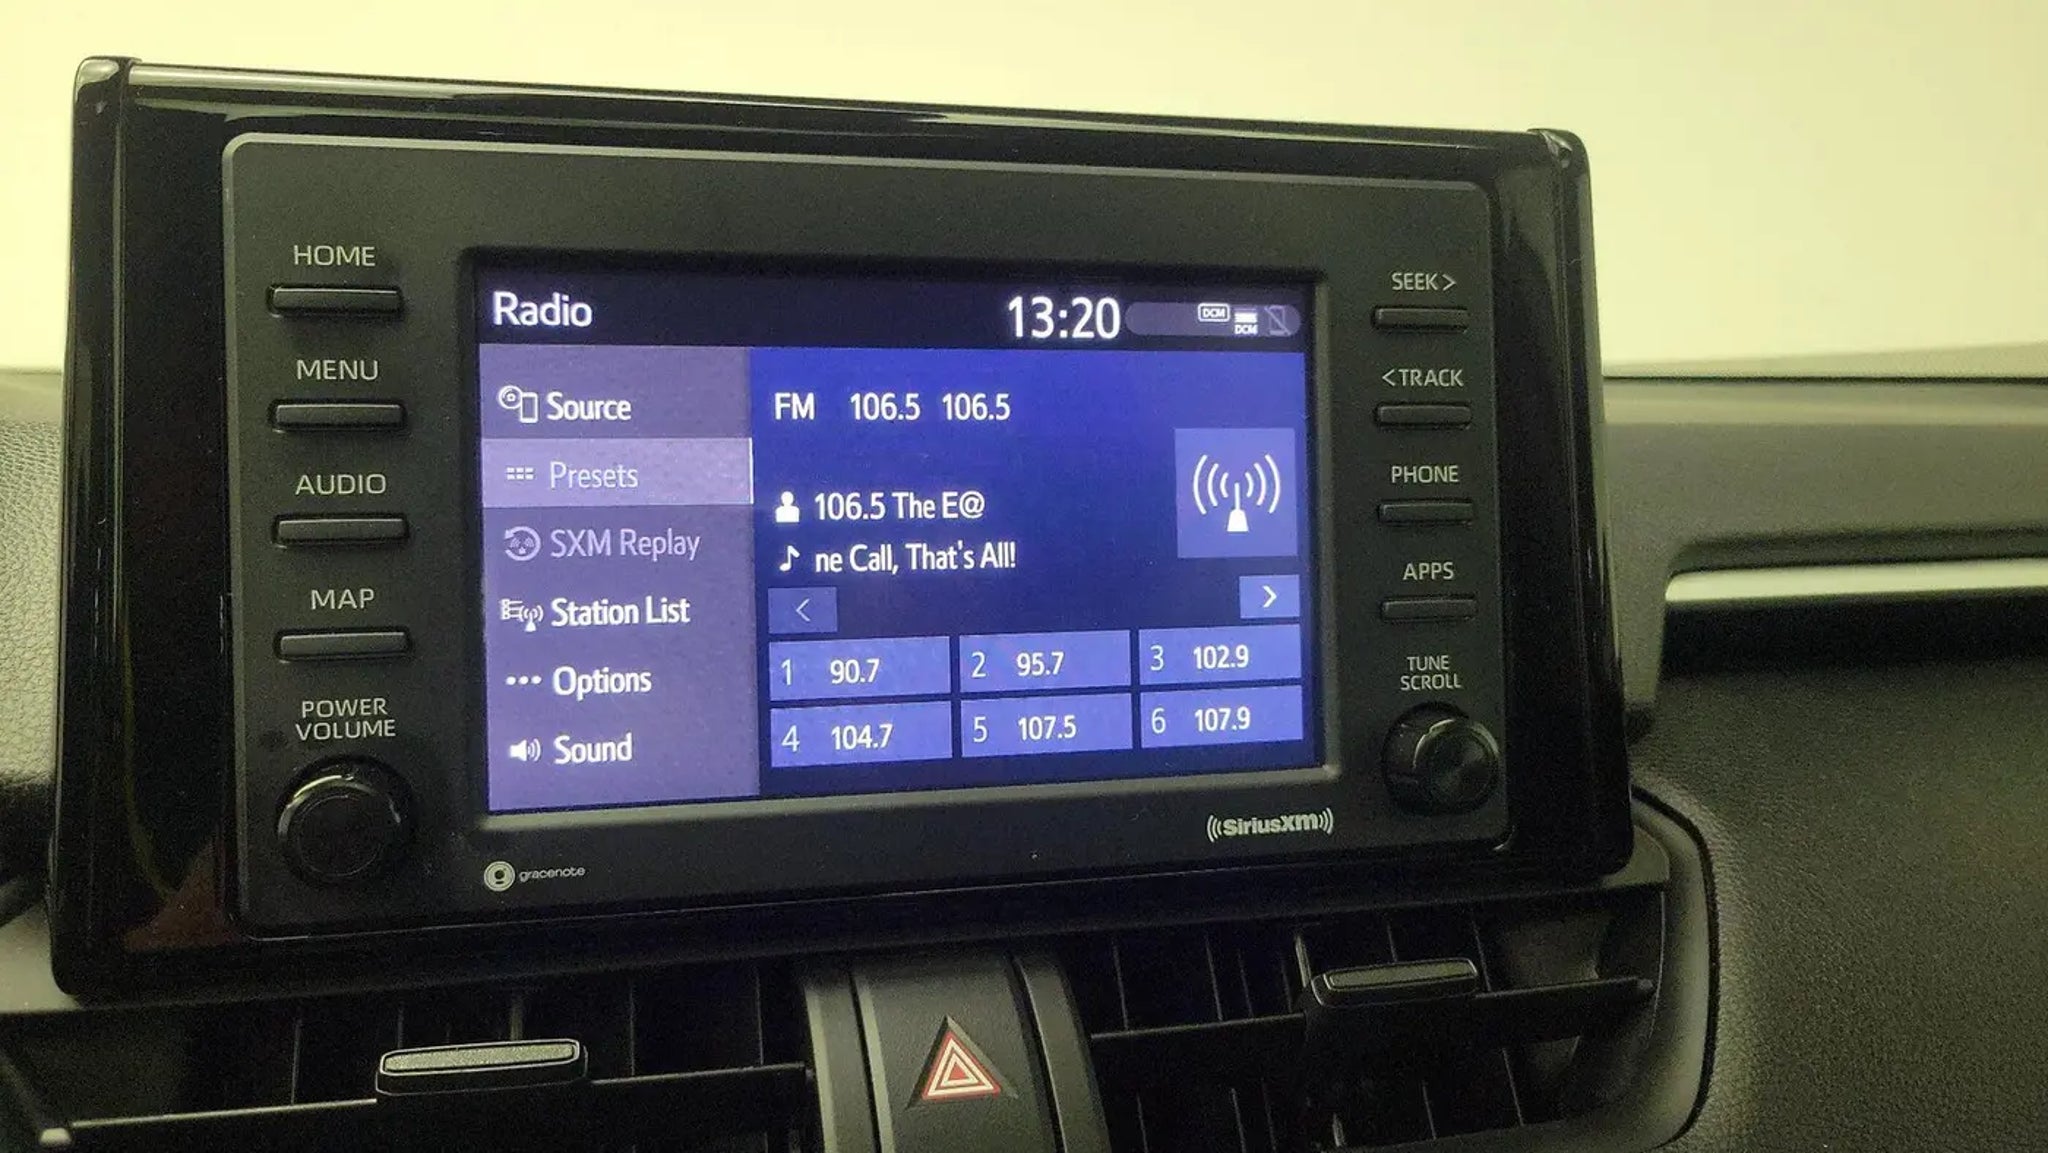 HOME
MENU
AUDIO
MAP
POWER
VOLUME
Radio
13:20
DCM
DCM
Source
Presets
SXM Replay
Station List
Options
Sound
FM 106.5 106.5
106.5 The E@
ne Call, That's All!
<
>
1 90.7
2 95.7
3 102.9
4 104.7
5 107.5
6 107.9
SEEK >
< TRACK
PHONE
APPS
TUNE
SCROLL
gracenote
((SiriusXM))